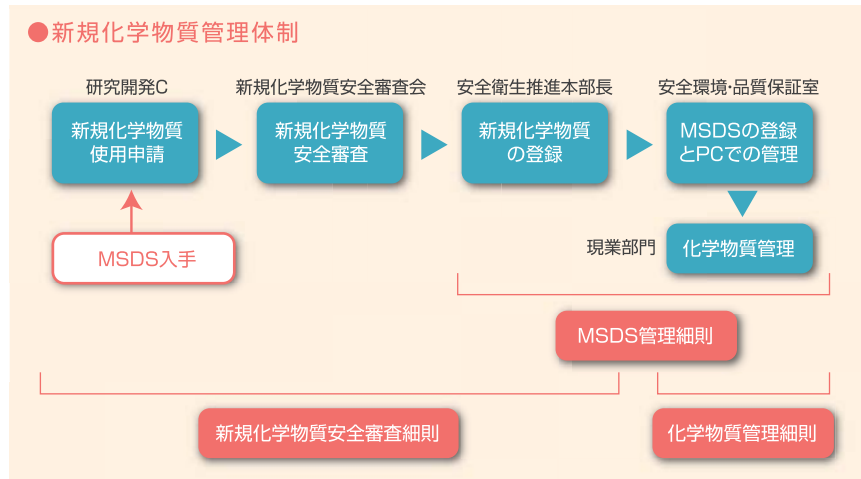 ●新規化学物質管理体制
研究開発C
新規化学物質安全審査会
安全衛生推進本部長
安全環境・品質保証室
新規化学物質
使用申請
新規化学物質
安全審査
新規化学物質
の登録
MSDSの登録
とPCでの管理
MSDS入手
現業部門
化学物質管理
MSDS管理細則
新規化学物質安全審査細則
化学物質管理細則